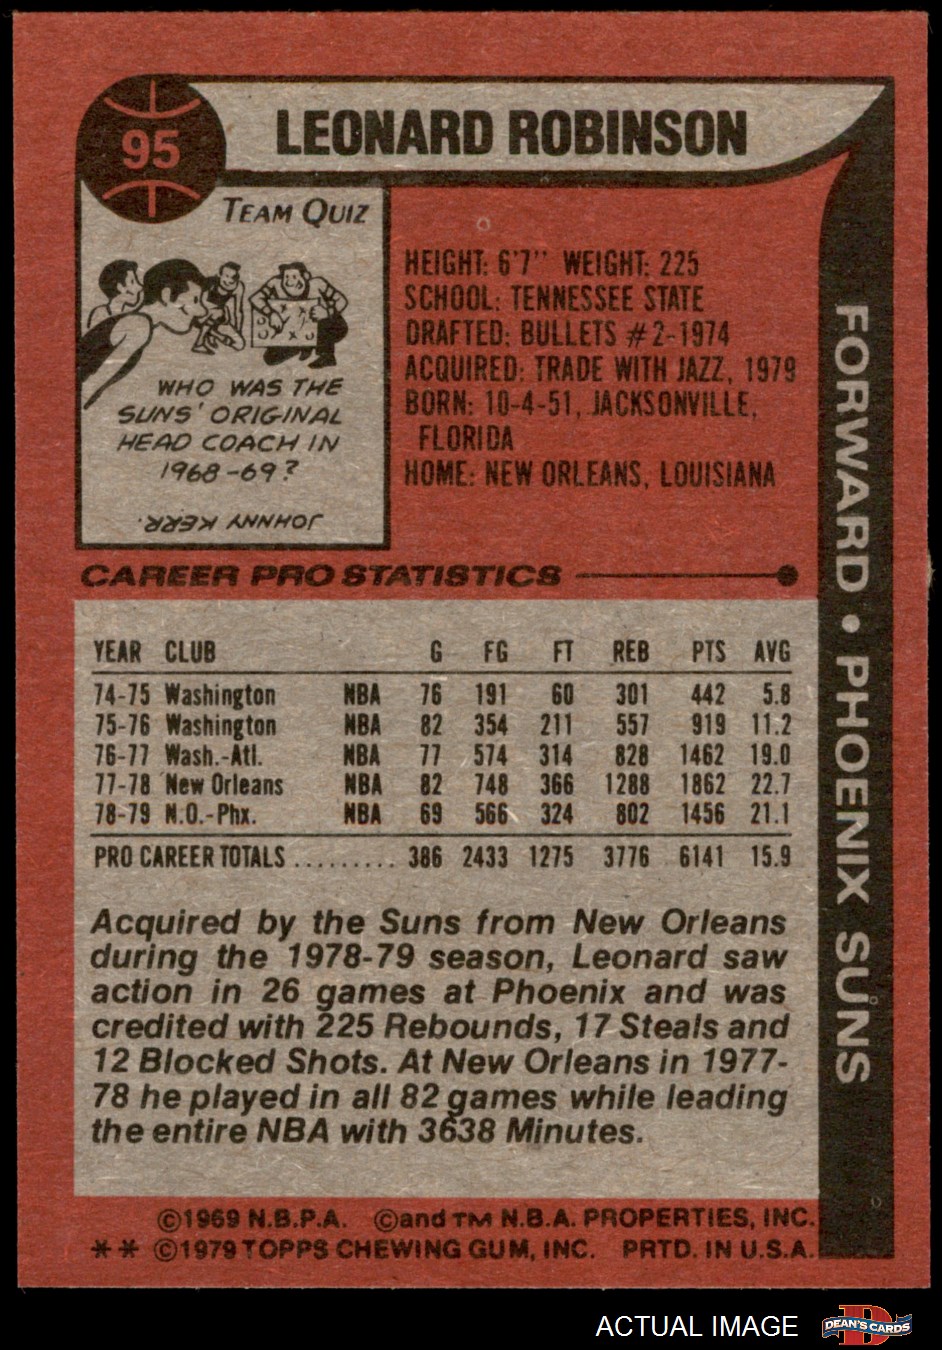 95
LEONARD ROBINSON
TEAM QUIZ
WHO WAS THE
SUNS' ORIGINAL
HEAD COACH IN
1968-69?
JOHNNY KERR.
HEIGHT: 6'7" WEIGHT: 225
SCHOOL: TENNESSEE STATE
DRAFTED: BULLETS #2-1974
ACQUIRED: TRADE WITH JAZZ, 1979
BORN: 10-4-51, JACKSONVILLE,
FLORIDA
HOME: NEW ORLEANS, LOUISIANA
FORWARD • PHOENIX SUNS
CAREER PRO STATISTICS
YEAR CLUB G FG FT REB PTS AVG
74-75 Washington NBA 76 191 60 301 442 5.8
75-76 Washington NBA 82 354 211 557 919 11.2
76-77 Wash.-Atl. NBA 77 574 314 828 1462 19.0
77-78 New Orleans NBA 82 748 366 1288 1862 22.7
78-79 N.O.-Phx. NBA 69 566 324 802 1456 21.1
PRO CAREER TOTALS ......... 386 2433 1275 3776 6141 15.9
Acquired by the Suns from New Orleans
during the 1978-79 season, Leonard saw
action in 26 games at Phoenix and was
credited with 225 Rebounds, 17 Steals and
12 Blocked Shots. At New Orleans in 1977-
78 he played in all 82 games while leading
the entire NBA with 3638 Minutes.
©1969 N.B.P.A. ©and TM N.B.A. PROPERTIES, INC.
** ©1979 TOPPS CHEWING GUM, INC. PRTD. IN U.S.A.
ACTUAL IMAGE
D
DEAN'S CARDS